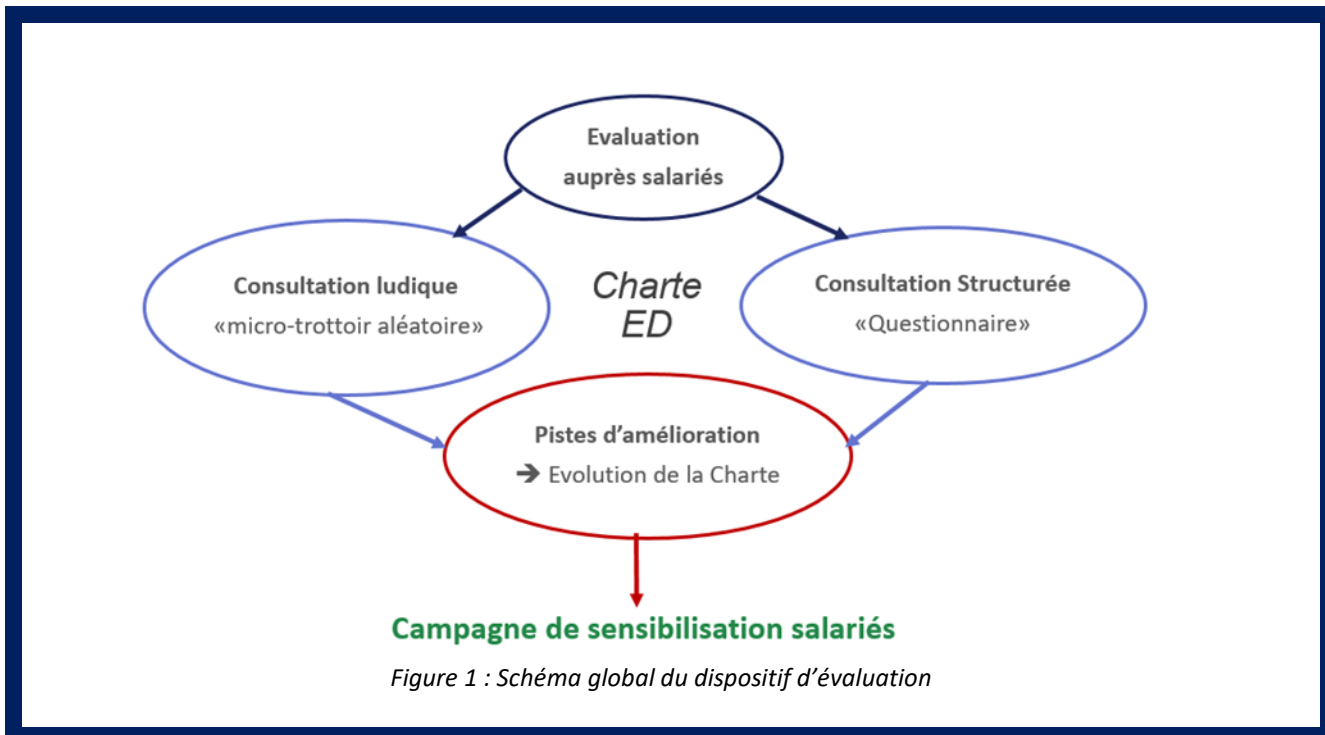 Evaluation
auprès salariés
Consultation ludique
«micro-trottoir aléatoire»
Charte
ED
Consultation Structurée
«Questionnaire»
Pistes d’amélioration
➔ Evolution de la Charte
Campagne de sensibilisation salariés
Figure 1 : Schéma global du dispositif d’évaluation